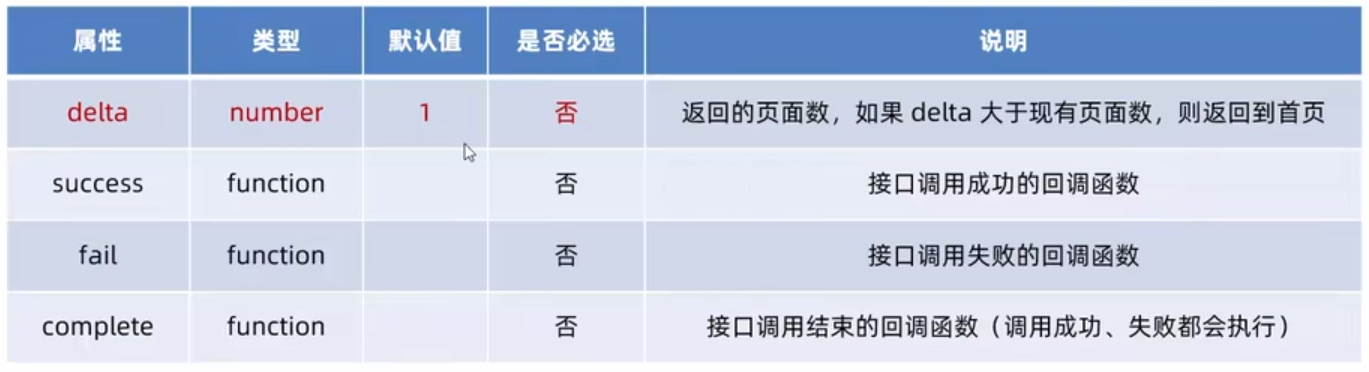 属性 类型 默认值 是否必选 说明
delta number 1 否 返回的页面数，如果 delta 大于现有页面数，则返回到首页
success function 否 接口调用成功的回调函数
fail function 否 接口调用失败的回调函数
complete function 否 接口调用结束的回调函数（调用成功、失败都会执行）